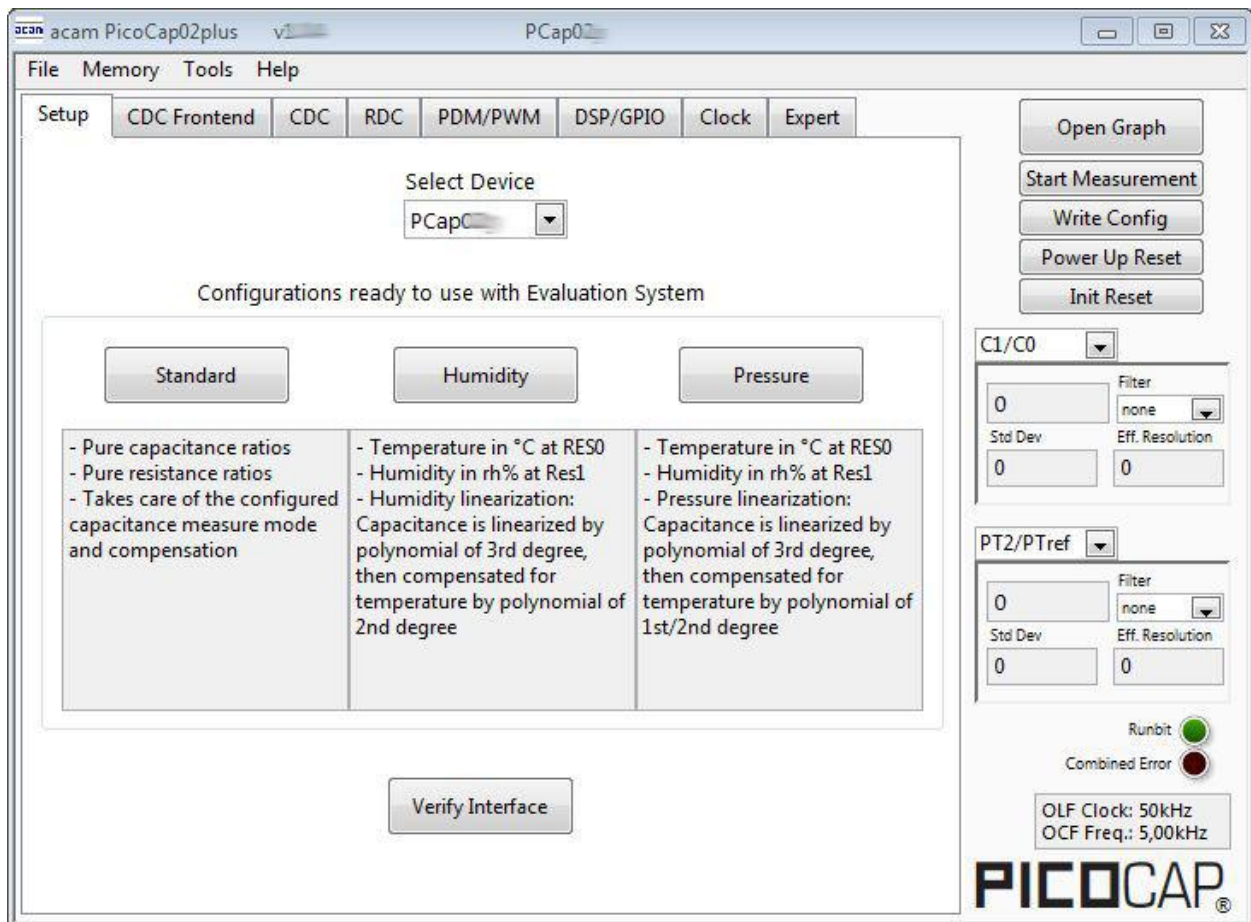 acam acam PicoCap02plus
File Memory Tools Help
Setup CDC Frontend CDC RDC PDM/PWM DSP/GPIO Clock Expert
Select Device
Configurations ready to use with Evaluation System
Standard
- Pure capacitance ratios
- Pure resistance ratios
- Takes care of the configured
capacitance measure mode
and compensation
Humidity
- Temperature in °C at RES0
- Humidity in rh% at Res1
- Humidity linearization:
Capacitance is linearized by
polynomial of 3rd degree,
then compensated for
temperature by polynomial of
2nd degree
Pressure
- Temperature in °C at RES0
- Humidity in rh% at Res1
- Pressure linearization:
Capacitance is linearized by
polynomial of 3rd degree,
then compensated for
temperature by polynomial of
1st/2nd degree
Verify Interface
Open Graph
Start Measurement
Write Config
Power Up Reset
Init Reset
C1/C0
Filter
0 none
Std Dev Eff. Resolution
0 0
PT2/PTref
Filter
0 none
Std Dev Eff. Resolution
0 0
Runbit
Combined Error
OLF Clock: 50kHz
OCF Freq.: 5,00kHz
PICOCAP®